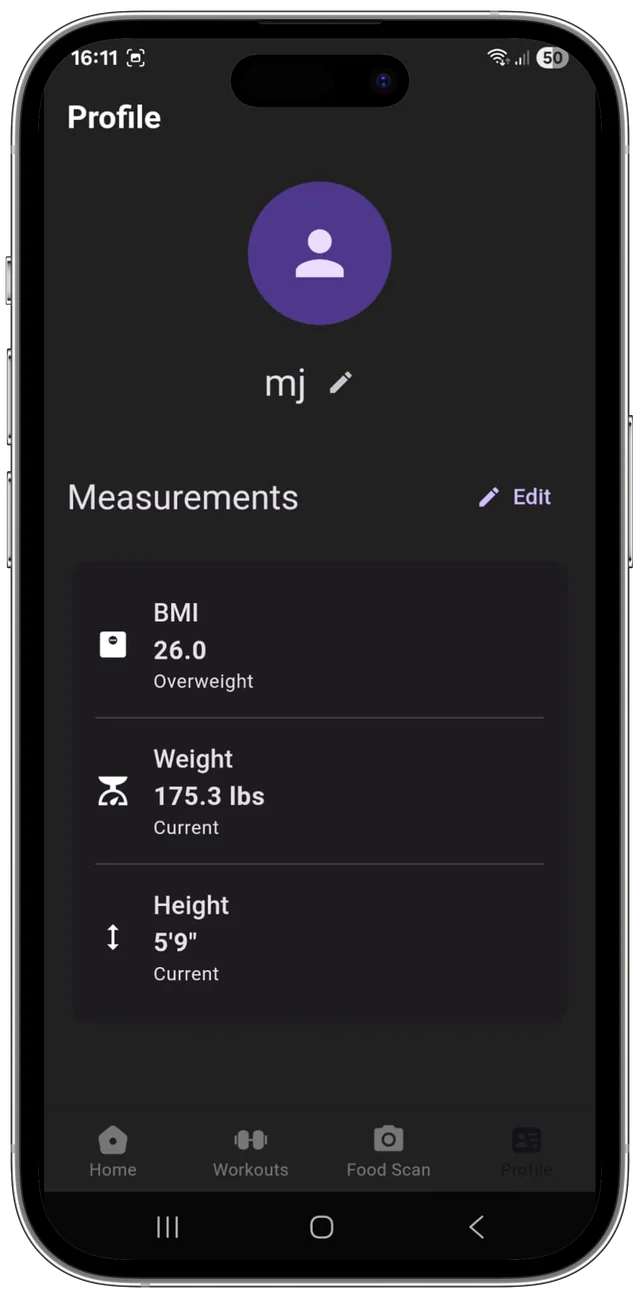 16:11
50
Profile
mj
Measurements
Edit
BMI
26.0
Overweight
Weight
175.3 lbs
Current
Height
5'9"
Current
Home
Workouts
Food Scan
Profile